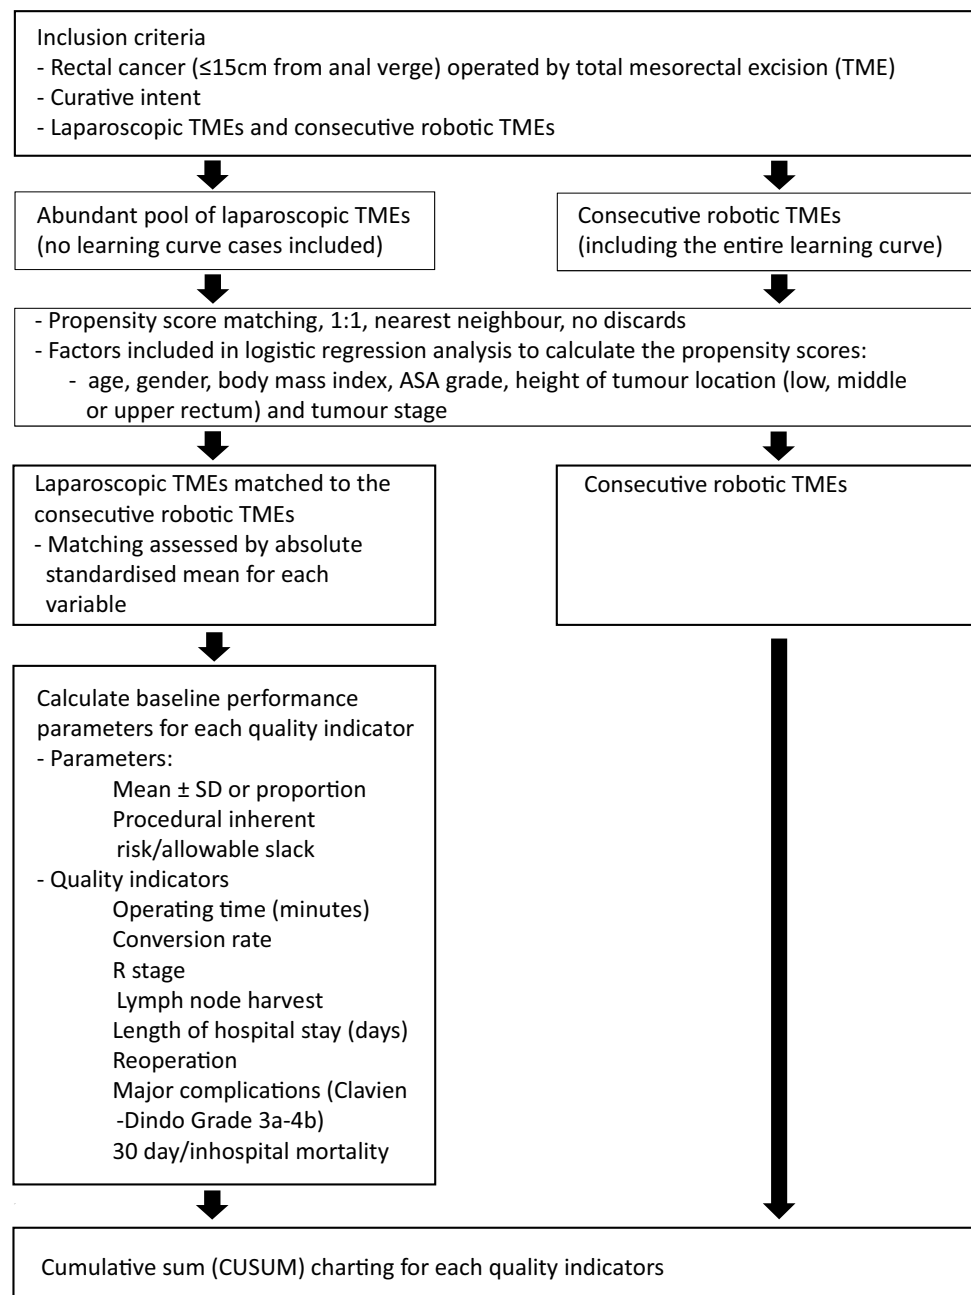 Inclusion criteria
- Rectal cancer (≤15cm from anal verge) operated by total mesorectal excision (TME)
- Curative intent
- Laparoscopic TMEs and consecutive robotic TMEs
Abundant pool of laparoscopic TMEs
(no learning curve cases included)
Consecutive robotic TMEs
(including the entire learning curve)
- Propensity score matching, 1:1, nearest neighbour, no discards
- Factors included in logistic regression analysis to calculate the propensity scores:
- age, gender, body mass index, ASA grade, height of tumour location (low, middle
or upper rectum) and tumour stage
Laparoscopic TMEs matched to the
consecutive robotic TMEs
- Matching assessed by absolute
standardised mean for each
variable
Consecutive robotic TMEs
Calculate baseline performance
parameters for each quality indicator
- Parameters:
Mean ± SD or proportion
Procedural inherent
risk/allowable slack
- Quality indicators
Operating time (minutes)
Conversion rate
R stage
Lymph node harvest
Length of hospital stay (days)
Reoperation
Major complications (Clavien
-Dindo Grade 3a-4b)
30 day/inhospital mortality
Cumulative sum (CUSUM) charting for each quality indicators